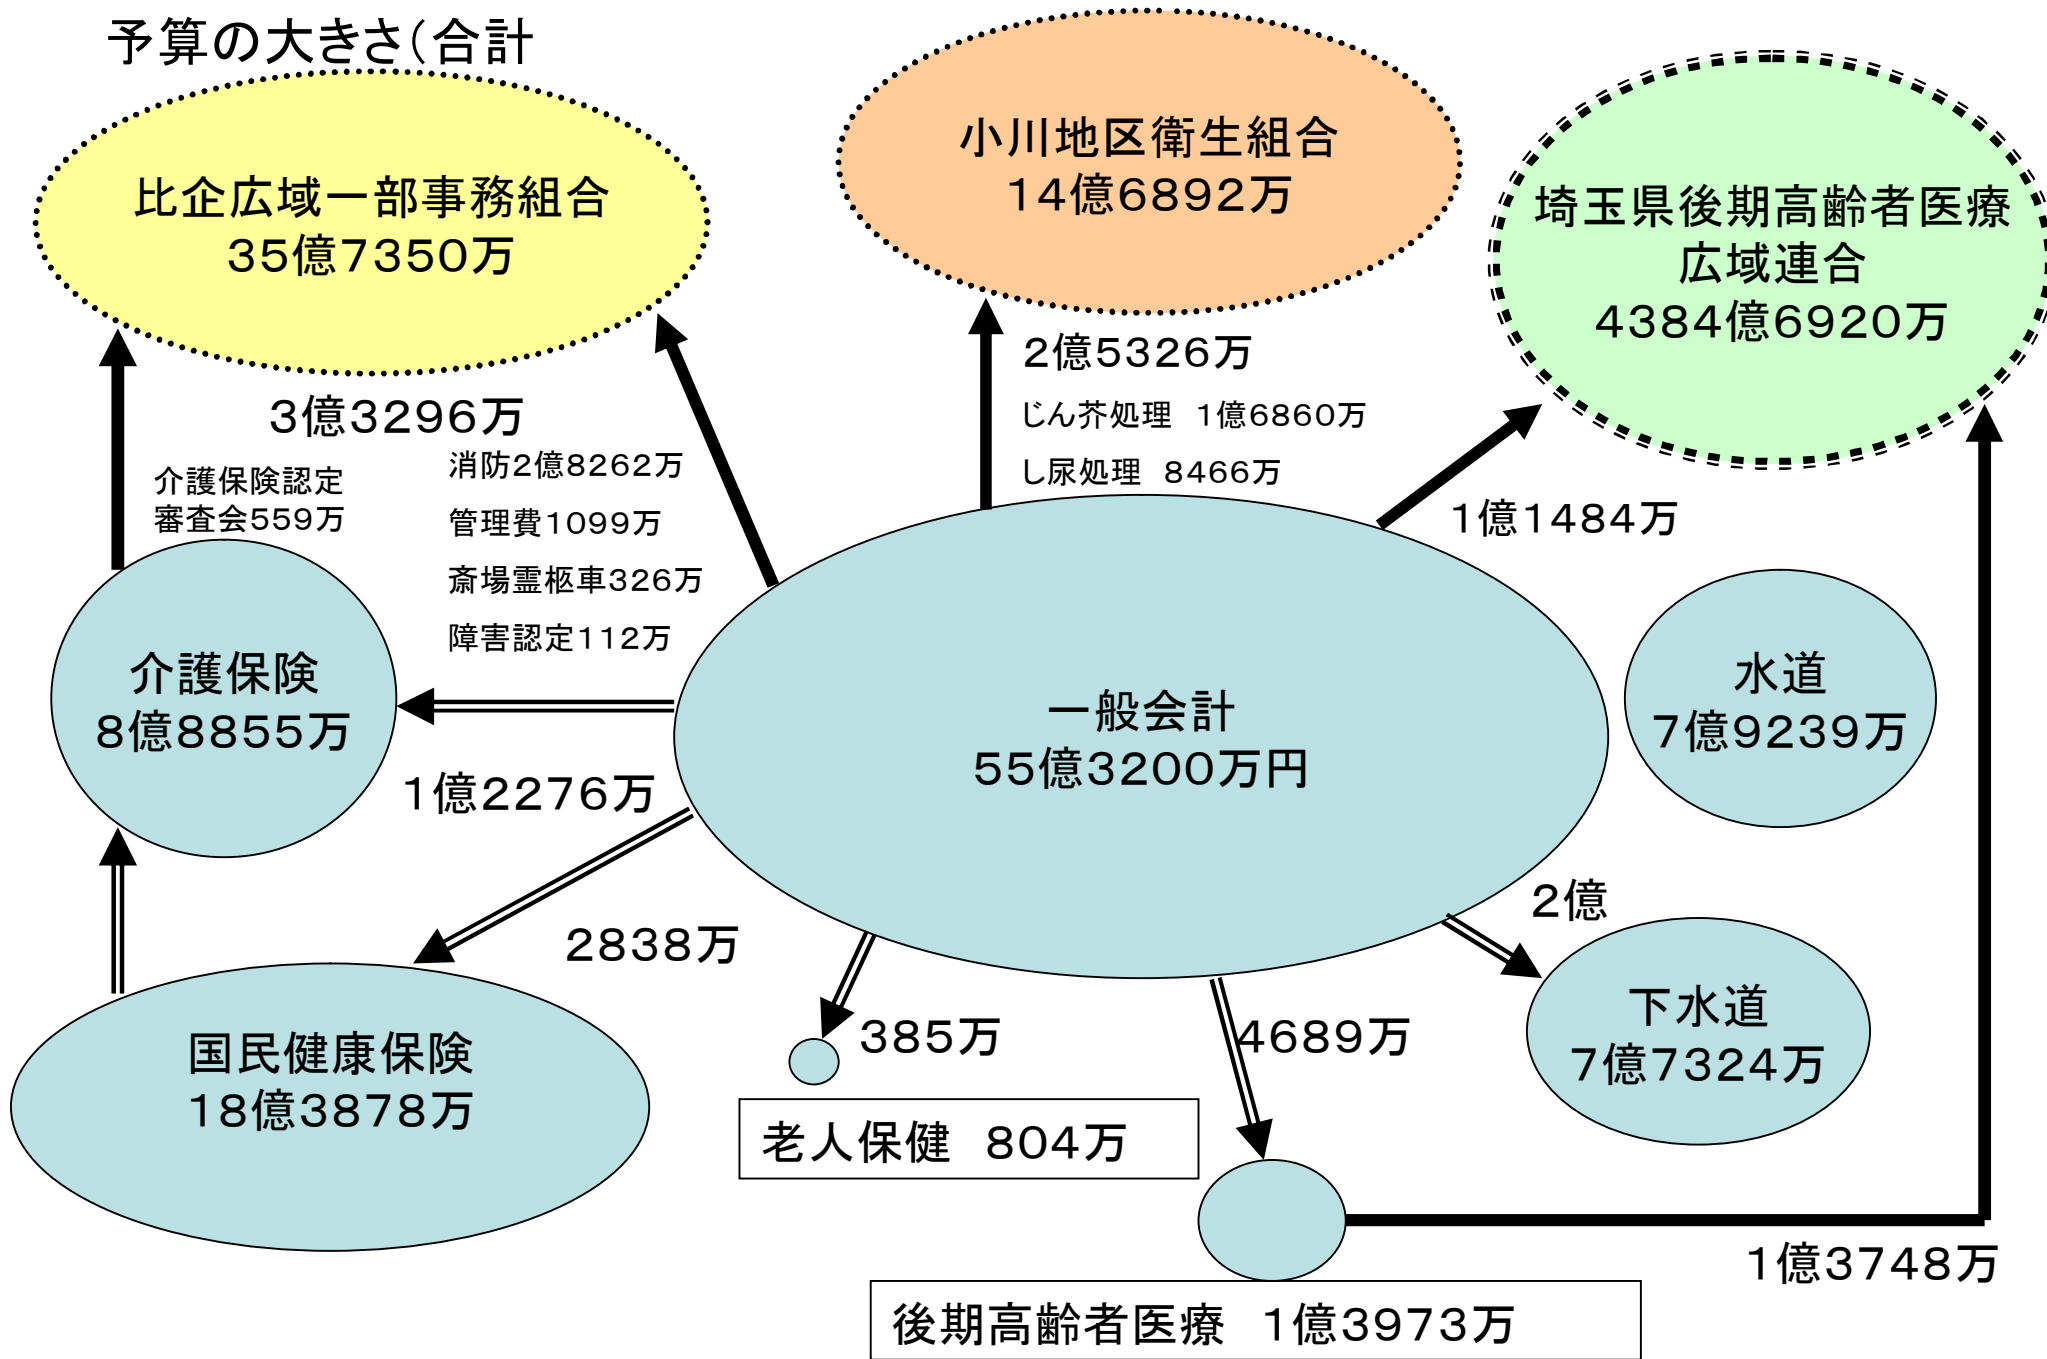 予算の大きさ（合計
比企広域一部事務組合
35億7350万
小川地区衛生組合
14億6892万
埼玉県後期高齢者医療
広域連合
4384億6920万
3億3296万
消防2億8262万
管理費1099万
斎場霊柩車326万
障害認定112万
介護保険認定
審査会559万
2億5326万
じん芥処理　1億6860万
し尿処理　8466万
1億1484万
介護保険
8億8855万
一般会計
55億3200万円
水道
7億9239万
1億2276万
2838万
2億
国民健康保険
18億3878万
385万
4689万
下水道
7億7324万
老人保健　804万
1億3748万
後期高齢者医療　1億3973万